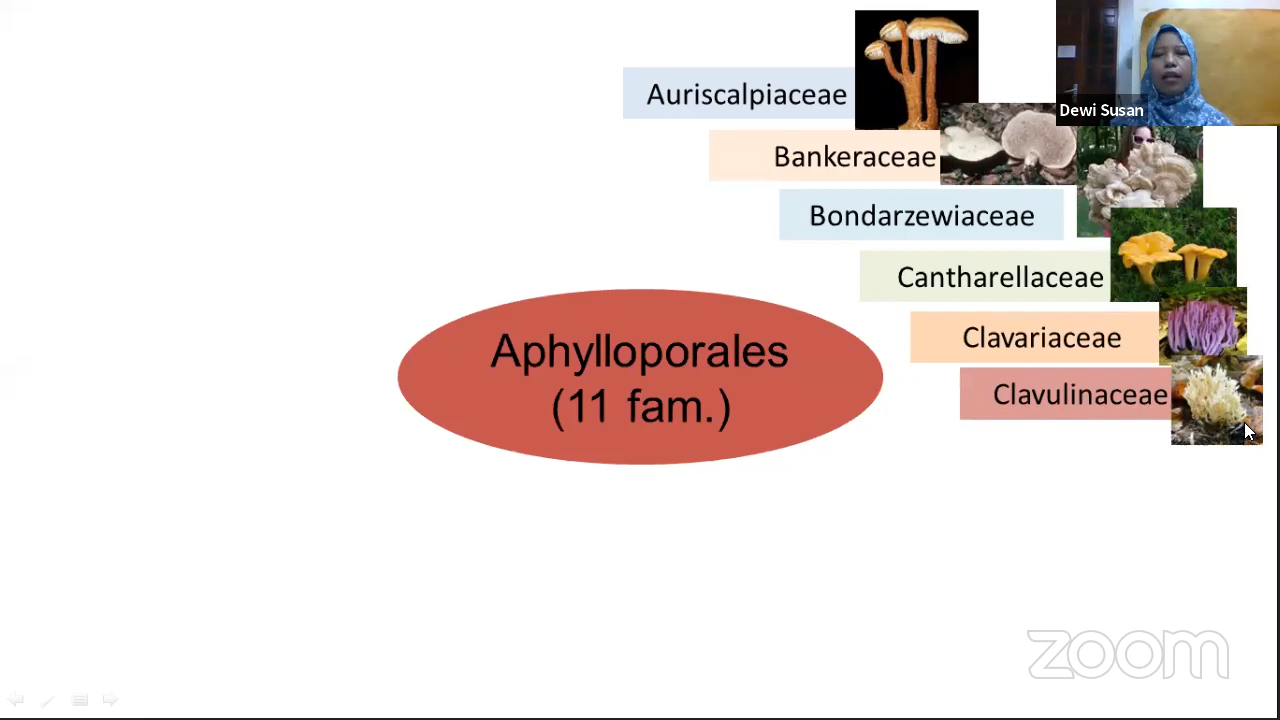 Auriscalpiaceae
Dewi Susan
Bankeraceae
Bondarzewiaceae
Cantharellaceae
Clavariaceae
Aphylloporales
(11 fam.)
Clavulinaceae
zoom